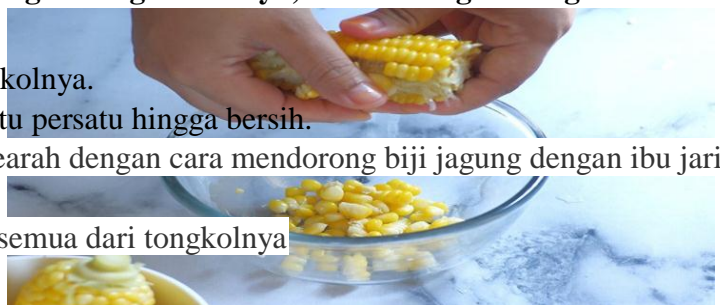 kolnya.
tu persatu hingga bersih.
earah dengan cara mendorong biji jagung dengan ibu jari
semua dari tongkolnya